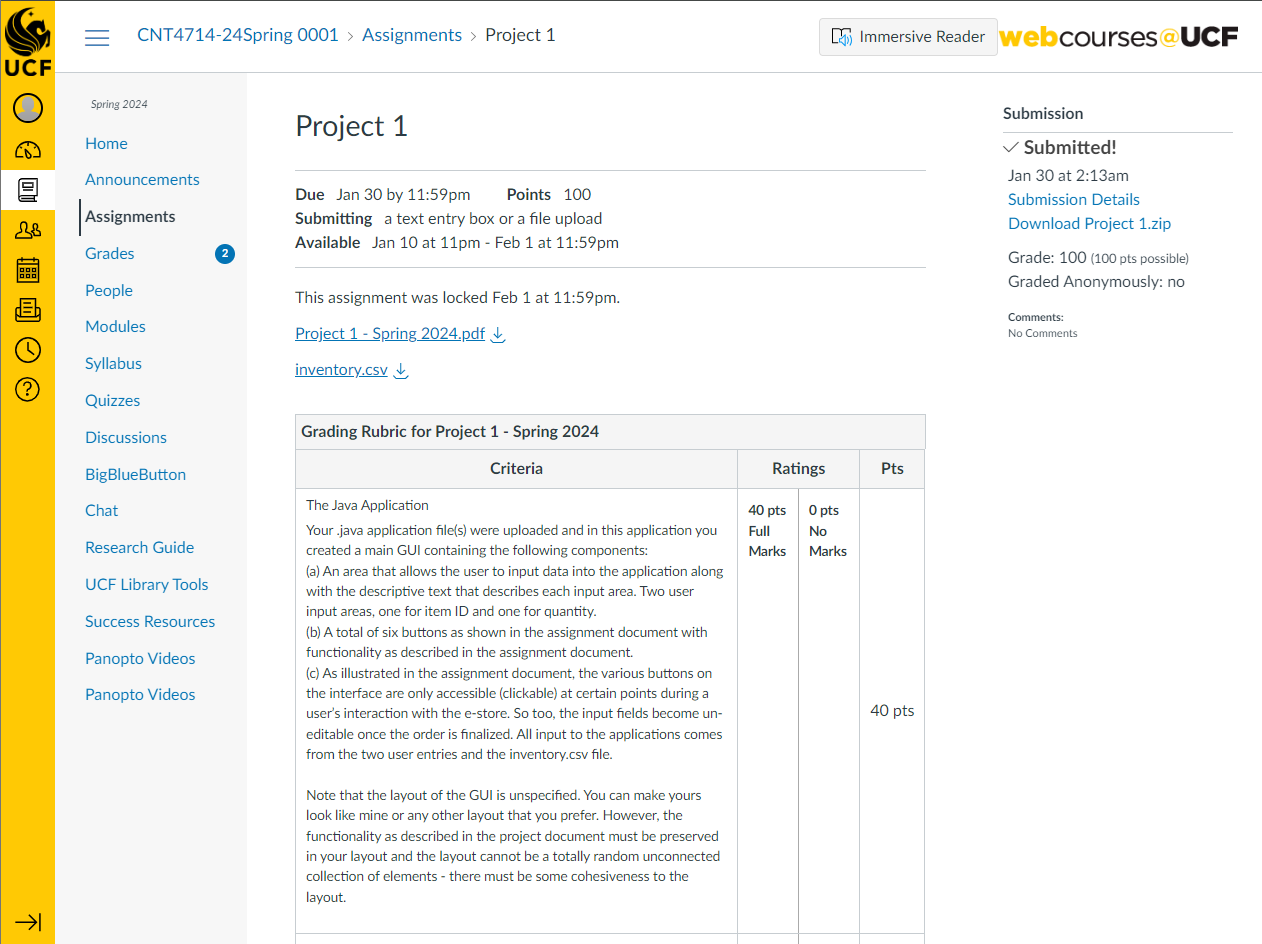 UCF
CNT4714-24Spring 0001 › Assignments › Project 1
Immersive Reader
webcourses@UCF
Spring 2024
Home
Announcements
Assignments
Grades 2
People
Modules
Syllabus
Quizzes
Discussions
BigBlueButton
Chat
Research Guide
UCF Library Tools
Success Resources
Panopto Videos
Panopto Videos
Project 1
Due Jan 30 by 11:59pm Points 100
Submitting a text entry box or a file upload
Available Jan 10 at 11pm - Feb 1 at 11:59pm
This assignment was locked Feb 1 at 11:59pm.
Project 1 - Spring 2024.pdf
inventory.csv
Grading Rubric for Project 1 - Spring 2024
Criteria Ratings Pts
The Java Application
Your .java application file(s) were uploaded and in this application you
created a main GUI containing the following components:
(a) An area that allows the user to input data into the application along
with the descriptive text that describes each input area. Two user
input areas, one for item ID and one for quantity.
(b) A total of six buttons as shown in the assignment document with
functionality as described in the assignment document.
(c) As illustrated in the assignment document, the various buttons on
the interface are only accessible (clickable) at certain points during a
user's interaction with the e-store. So too, the input fields become un-
editable once the order is finalized. All input to the applications comes
from the two user entries and the inventory.csv file.
Note that the layout of the GUI is unspecified. You can make yours
look like mine or any other layout that you prefer. However, the
functionality as described in the project document must be preserved
in your layout and the layout cannot be a totally random unconnected
collection of elements - there must be some cohesiveness to the
layout.
40 pts
Full
Marks
0 pts
No
Marks
40 pts
Submission
Submitted!
Jan 30 at 2:13am
Submission Details
Download Project 1.zip
Grade: 100 (100 pts possible)
Graded Anonymously: no
Comments:
No Comments